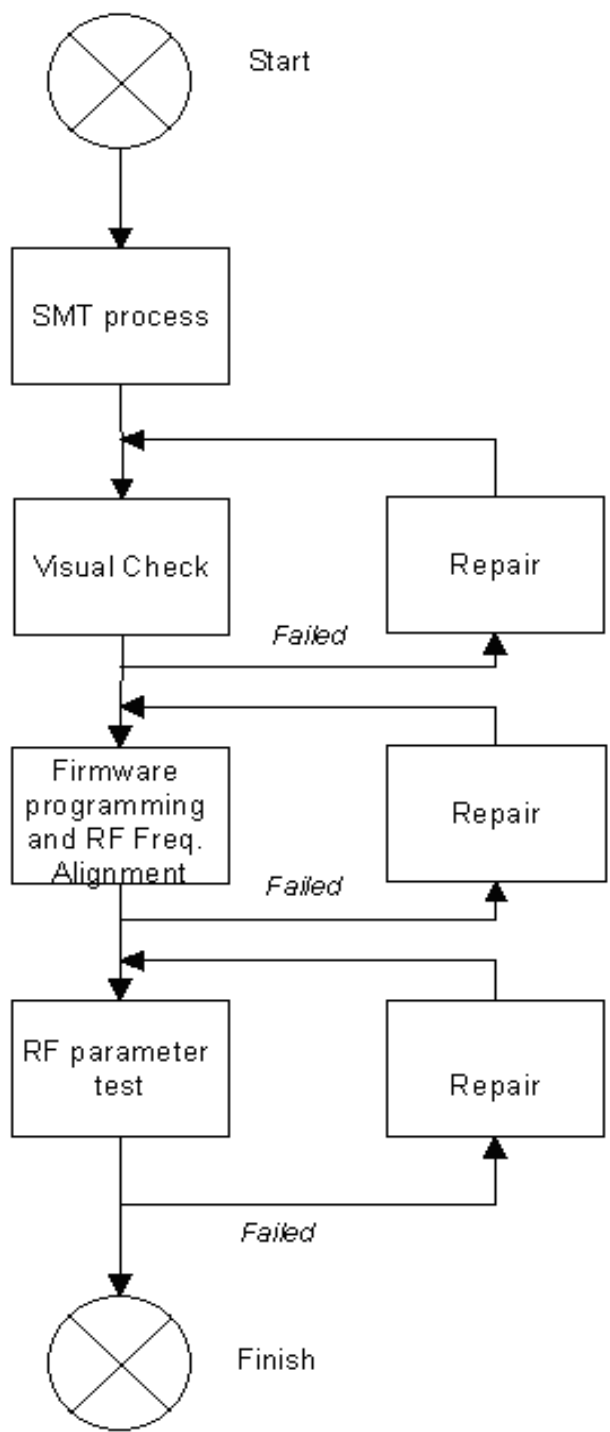 Start
SMT process
Visual Check
Repair
Failed
Firmware
programming
and RF Freq.
Alignment
Repair
Failed
RF parameter
test
Repair
Failed
Finish